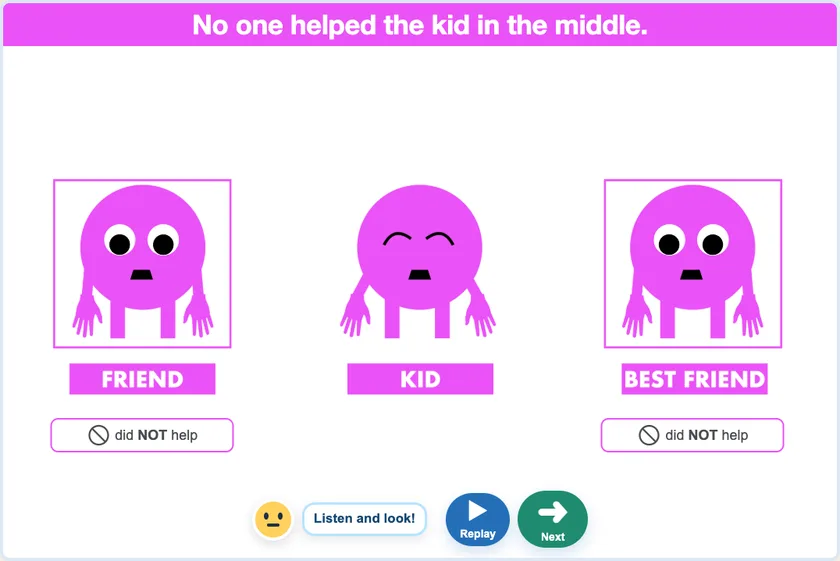 No one helped the kid in the middle.
FRIEND
KID
BEST FRIEND
did NOT help
did NOT help
Listen and look!
Replay
Next